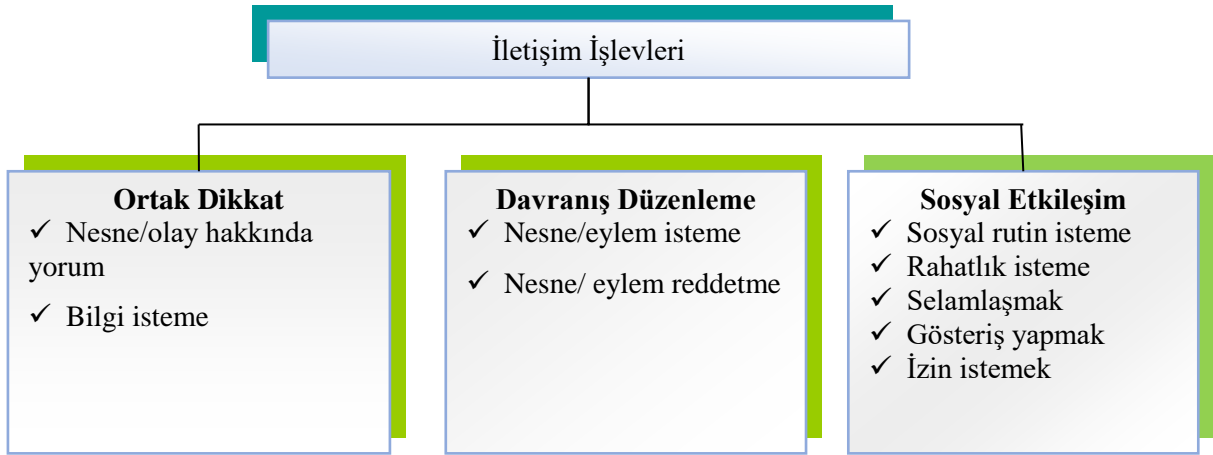 İletişim İşlevleri
Ortak Dikkat
✓ Nesne/olay hakkında
yorum
✓ Bilgi isteme
Davranış Düzenleme
✓ Nesne/eylem isteme
✓ Nesne/ eylem reddetme
Sosyal Etkileşim
✓ Sosyal rutin isteme
✓ Rahatlık isteme
✓ Selamlaşmak
✓ Gösteriş yapmak
✓ İzin istemek